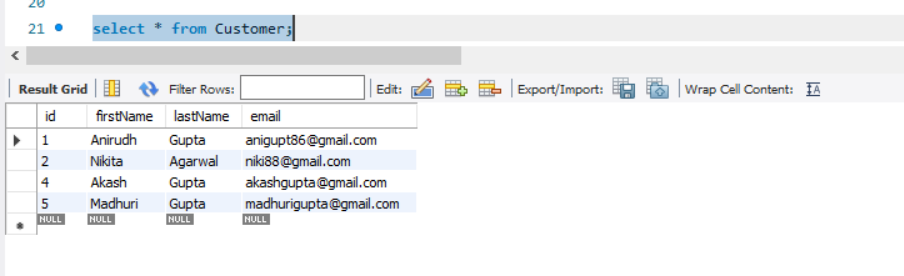 20
21 select * from Customer;
<
Result Grid Filter Rows: Edit: Export/Import: Wrap Cell Content: IA
id firstName lastName email
1 Anirudh Gupta anigupt86@gmail.com
2 Nikita Agarwal niki88@gmail.com
4 Akash Gupta akashgupta@gmail.com
5 Madhuri Gupta madhurigupta@gmail.com
NULL NULL NULL NULL